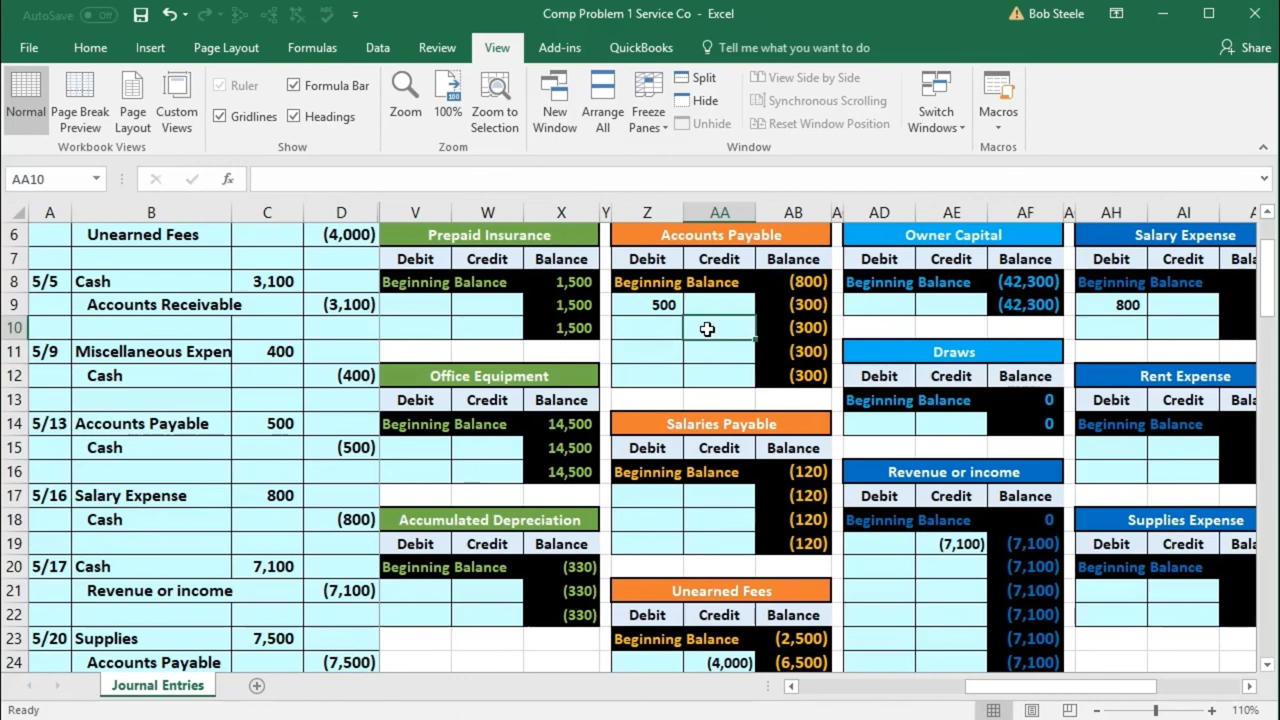 AutoSave Off Comp Problem 1 Service Co - Excel Bob Steele
File Home Insert Page Layout Formulas Data Review View Add-ins QuickBooks Tell me what you want to do Share
Normal Page Break Preview Page Layout Custom Views
Ruler Formula Bar
Gridlines Headings
Zoom 100% Zoom to Selection
New Window Arrange All Freeze Panes
Split
Hide
Unhide
View Side by Side
Synchronous Scrolling
Reset Window Position
Switch Windows Macros
Workbook Views Show Zoom Window Macros
AA10 fx
A B C D V W X Y Z AA AB A AD AE AF A AH AI A
6 Unearned Fees (4,000) Prepaid Insurance Accounts Payable Owner Capital Salary Expense
7 Debit Credit Balance Debit Credit Balance Debit Credit Balance Debit Credit Bala
8 5/5 Cash 3,100 Beginning Balance 1,500 Beginning Balance (800) Beginning Balance (42,300) Beginning Balance
9 Accounts Receivable (3,100) 1,500 500 (300) (42,300) 800
10 1,500 (300)
11 5/9 Miscellaneous Expen 400 (300) Draws Rent Expense
12 Cash (400) Office Equipment (300) Debit Credit Balance Debit Credit Bala
13 Debit Credit Balance Beginning Balance 0 Beginning Balance
14 5/13 Accounts Payable 500 Beginning Balance 14,500 Salaries Payable 0
15 Cash (500) 14,500 Debit Credit Balance
16 14,500 Beginning Balance (120) Revenue or income
17 5/16 Salary Expense 800 (120) Debit Credit Balance
18 Cash (800) Accumulated Depreciation (120) Beginning Balance 0 Supplies Expense
19 Debit Credit Balance (120) (7,100) (7,100) Debit Credit Bala
20 5/17 Cash 7,100 Beginning Balance (330) (7,100) Beginning Balance
21 Revenue or income (7,100) (330) Unearned Fees (7,100)
22 (330) Debit Credit Balance (7,100)
23 5/20 Supplies 7,500 Beginning Balance (2,500) (7,100)
24 Accounts Payable (7,500) (4,000) (6,500) (7,100)
Journal Entries
Ready 110%